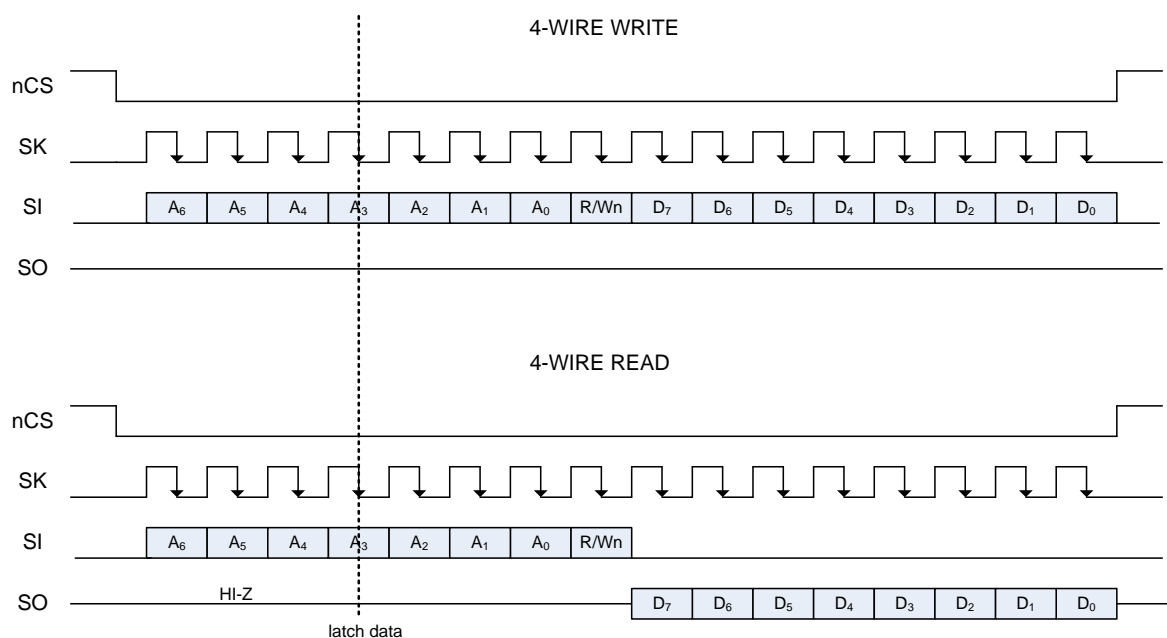 4-WIRE WRITE
nCS
SK
SI A₆ A₅ A₄ A₃ A₂ A₁ A₀ R/Wn D₇ D₆ D₅ D₄ D₃ D₂ D₁ D₀
SO
4-WIRE READ
nCS
SK
SI A₆ A₅ A₄ A₃ A₂ A₁ A₀ R/Wn
SO HI-Z D₇ D₆ D₅ D₄ D₃ D₂ D₁ D₀
latch data